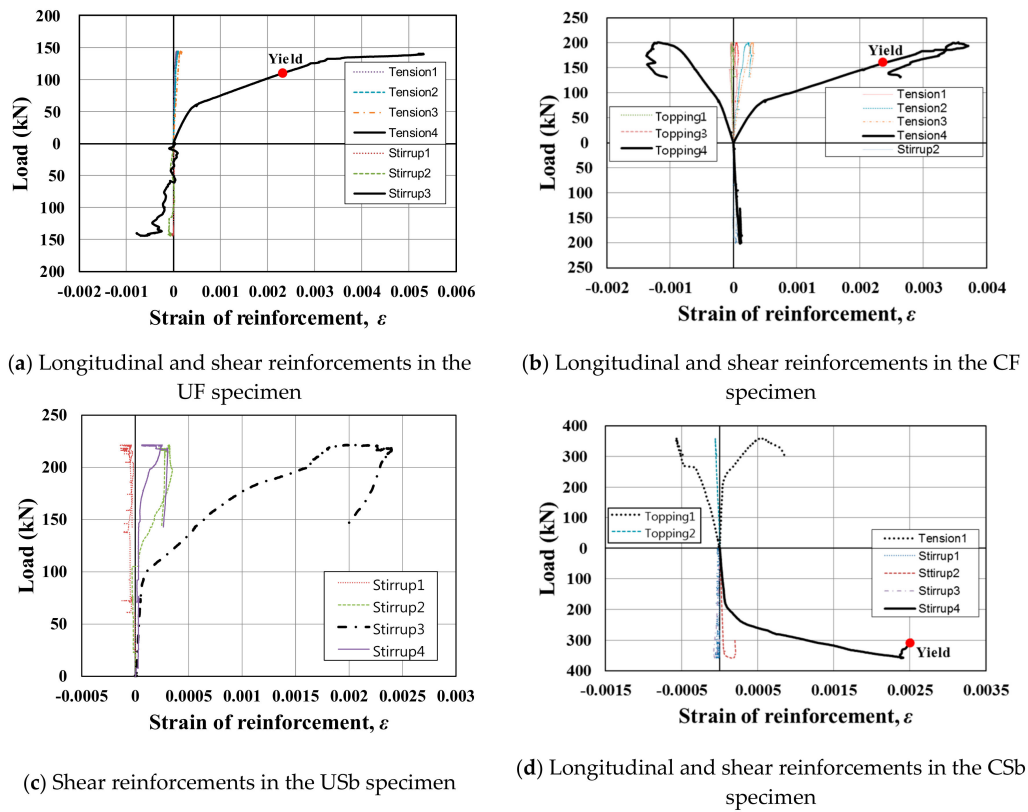 200
150
100
50
0
50
100
150
200
Load (kN)
Yield
Tension1
Tension2
Tension3
Tension4
Stirrup1
Stirrup2
Stirrup3
-0.002 -0.001 0 0.001 0.002 0.003 0.004 0.005 0.006
Strain of reinforcement, ε
(a) Longitudinal and shear reinforcements in the
UF specimen
250
200
150
100
50
0
50
100
150
200
250
Load (kN)
Yield
Topping1
Topping3
Topping4
Tension1
Tension2
Tension3
Tension4
Stirrup2
-0.002 -0.001 0 0.001 0.002 0.003 0.004
Strain of reinforcement, ε
(b) Longitudinal and shear reinforcements in the CF
specimen
250
200
150
100
50
0
Load (kN)
Stirrup1
Stirrup2
Stirrup3
Stirrup4
-0.0005 0 0.0005 0.001 0.0015 0.002 0.0025 0.003
Strain of reinforcement, ε
(c) Shear reinforcements in the USb specimen
400
300
200
100
0
100
200
300
400
Load (kN)
Topping1
Topping2
Tension1
Stirrup1
Sttirup2
Stirrup3
Stirrup4
Yield
-0.0015 -0.0005 0.0005 0.0015 0.0025 0.0035
Strain of reinforcement, ε
(d) Longitudinal and shear reinforcements in the CSb
specimen